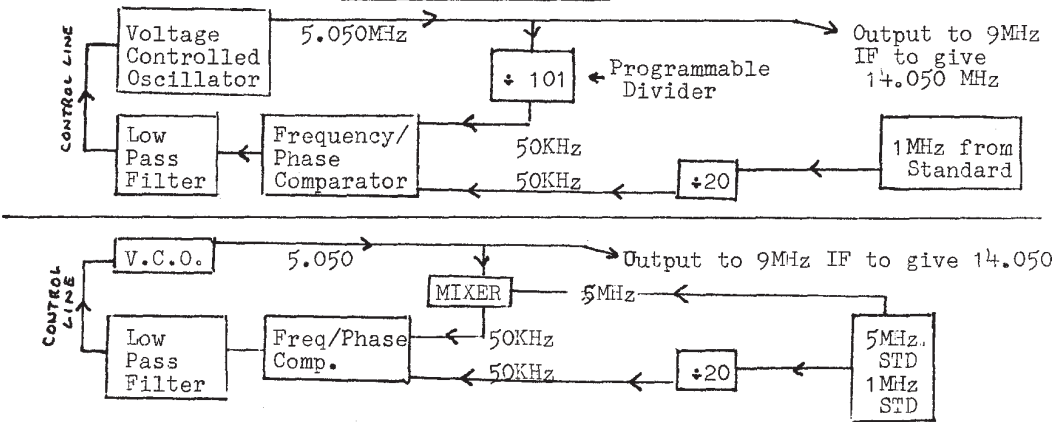 CONTROL LINE
Voltage
Controlled
Oscillator
5.050MHz
÷ 101
Programmable
Divider
Output to 9MHz
IF to give
14.050 MHz
Low
Pass
Filter
Frequency/
Phase
Comparator
50KHz
50KHz
÷20
1MHz from
Standard
CONTROL
LINE
V.C.O.
5.050
Output to 9MHz IF to give 14.050
MIXER
5MHz
Low
Pass
Filter
Freq/Phase
Comp.
50KHz
50KHz
÷20
5MHz.
STD
1MHz
STD